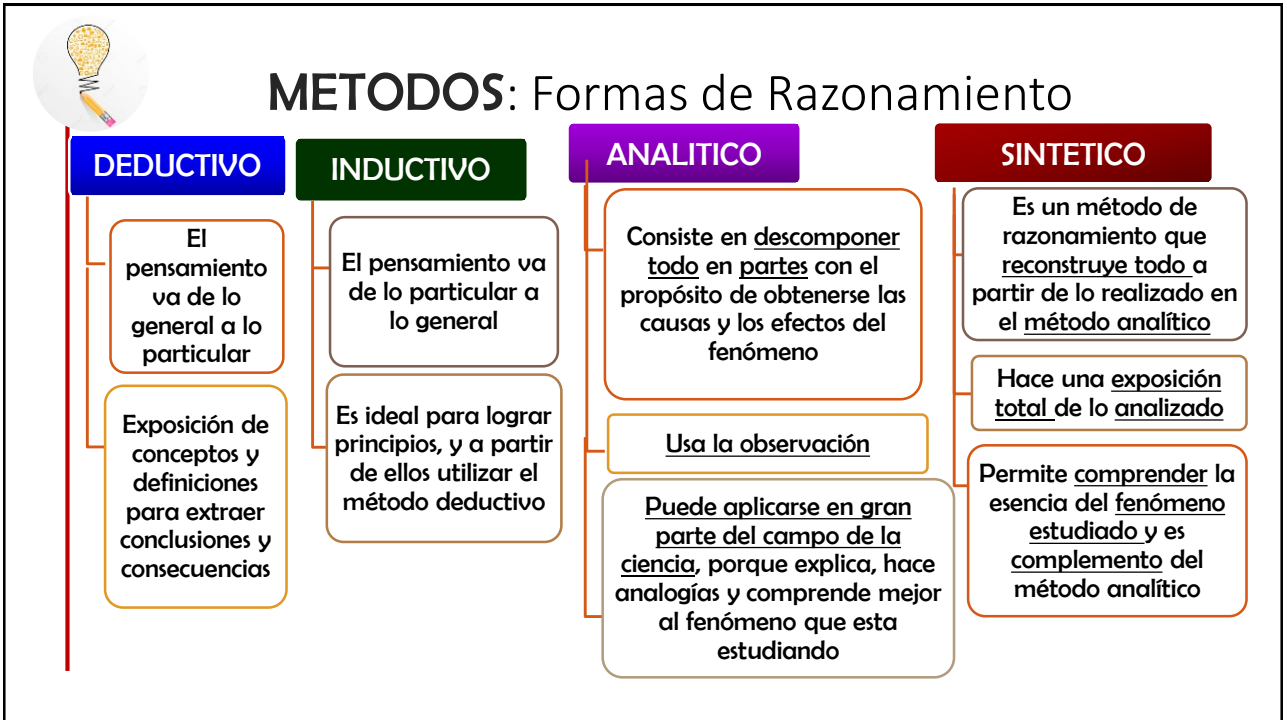 METODOS: Formas de Razonamiento
DEDUCTIVO
El
pensamiento
va de lo
general a lo
particular
Exposición de
conceptos y
definiciones
para extraer
conclusiones y
consecuencias
INDUCTIVO
El pensamiento va
de lo particular a
lo general
Es ideal para lograr
principios, y a partir
de ellos utilizar el
método deductivo
ANALITICO
Consiste en descomponer
todo en partes con el
propósito de obtenerse las
causas y los efectos del
fenómeno
Usa la observación
Puede aplicarse en gran
parte del campo de la
ciencia, porque explica, hace
analogías y comprende mejor
al fenómeno que esta
estudiando
SINTETICO
Es un método de
razonamiento que
reconstruye todo a
partir de lo realizado en
el método analítico
Hace una exposición
total de lo analizado
Permite comprender la
esencia del fenómeno
estudiado y es
complemento del
método analítico